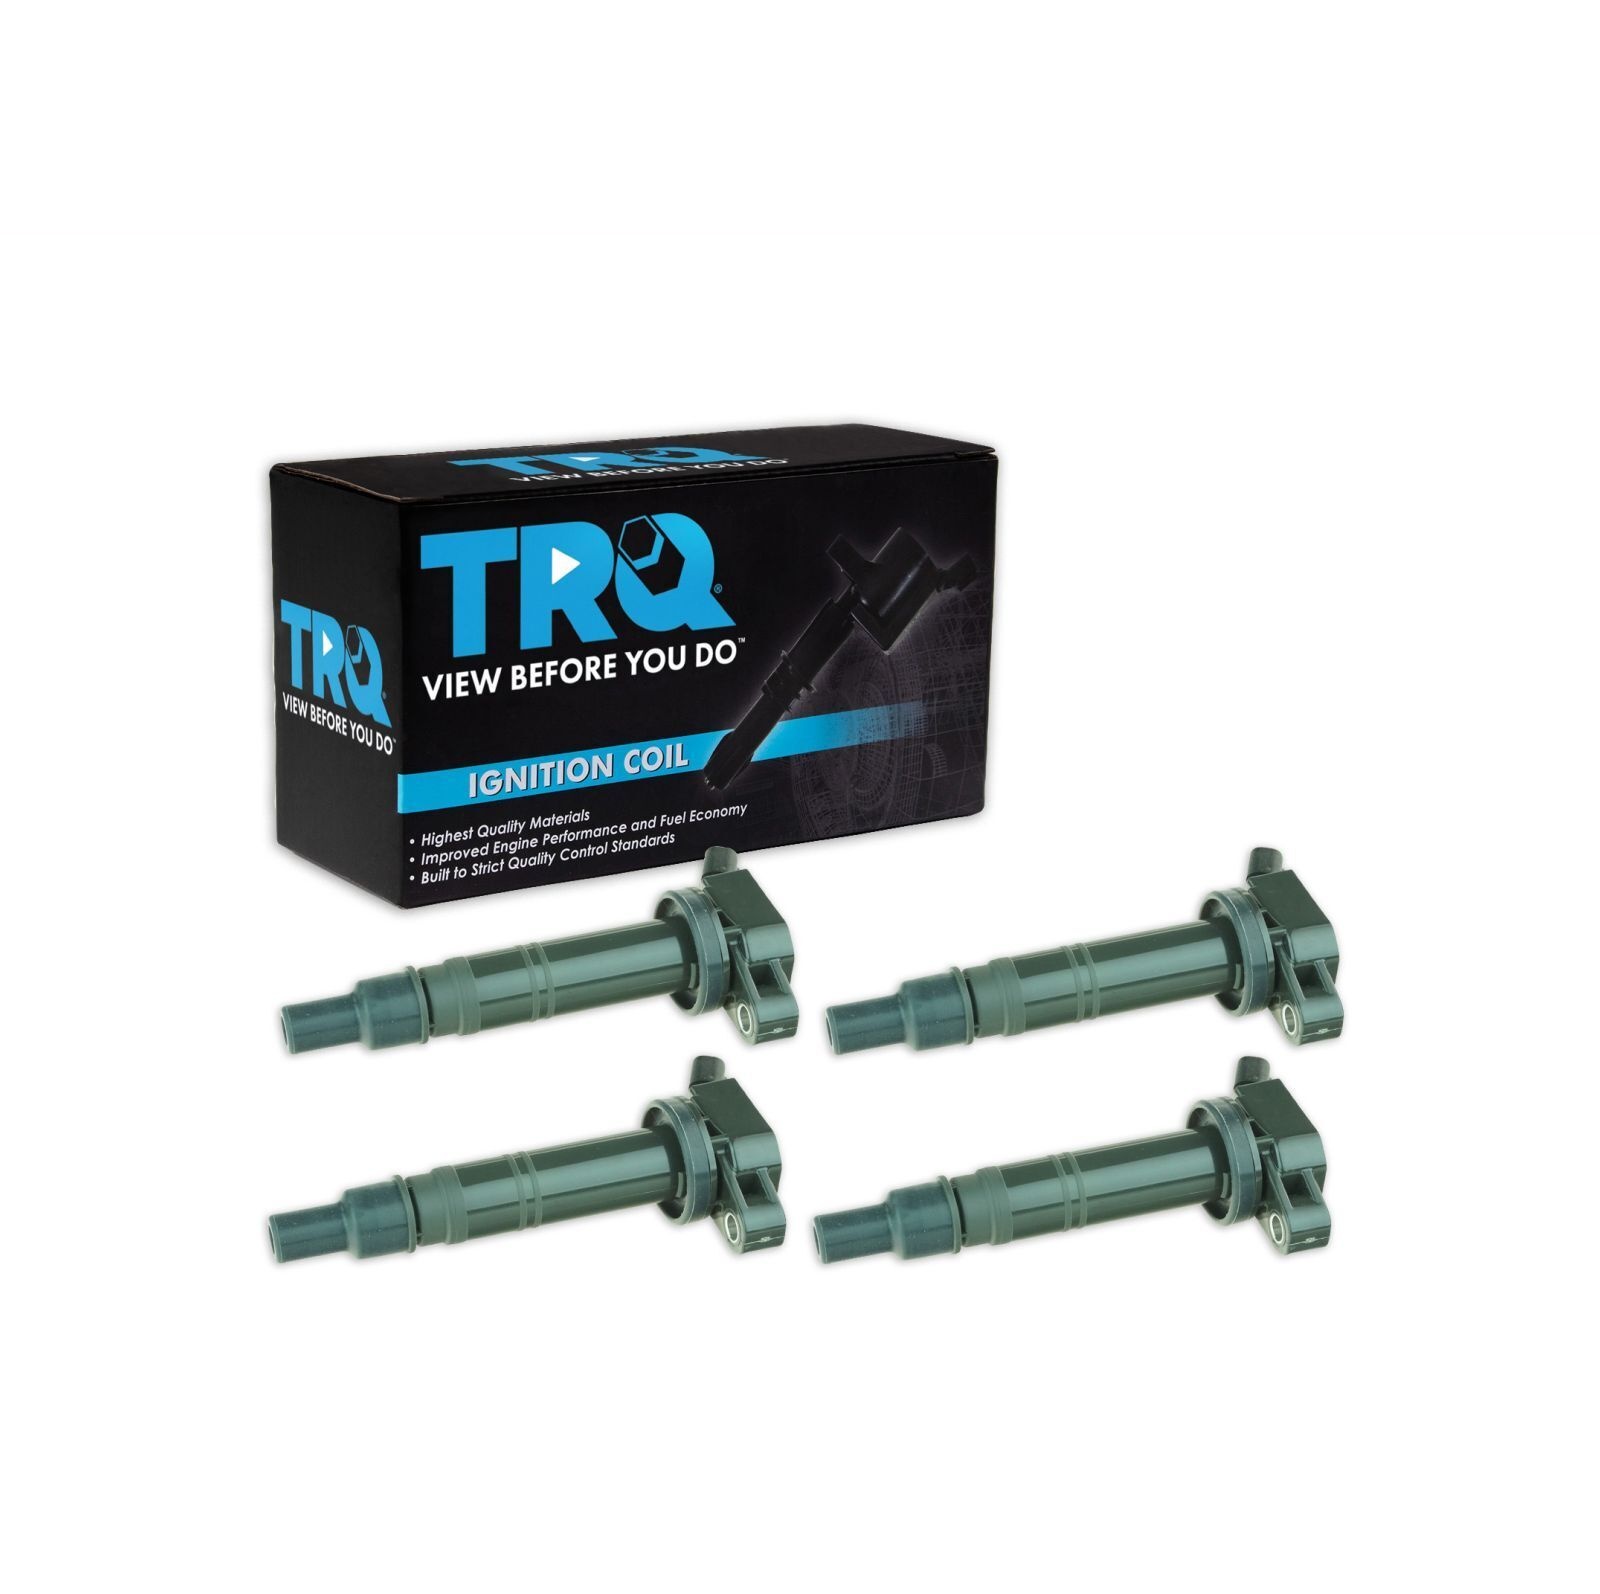 TRQ
VIEW BEFORE YOU DO
TRQ®
VIEW BEFORE YOU DO™
TRQ
VIEW BEFORE YOU DO™
IGNITION COIL
• Highest Quality Materials
• Improved Engine Performance and Fuel Economy
• Built to Strict Quality Control Standards